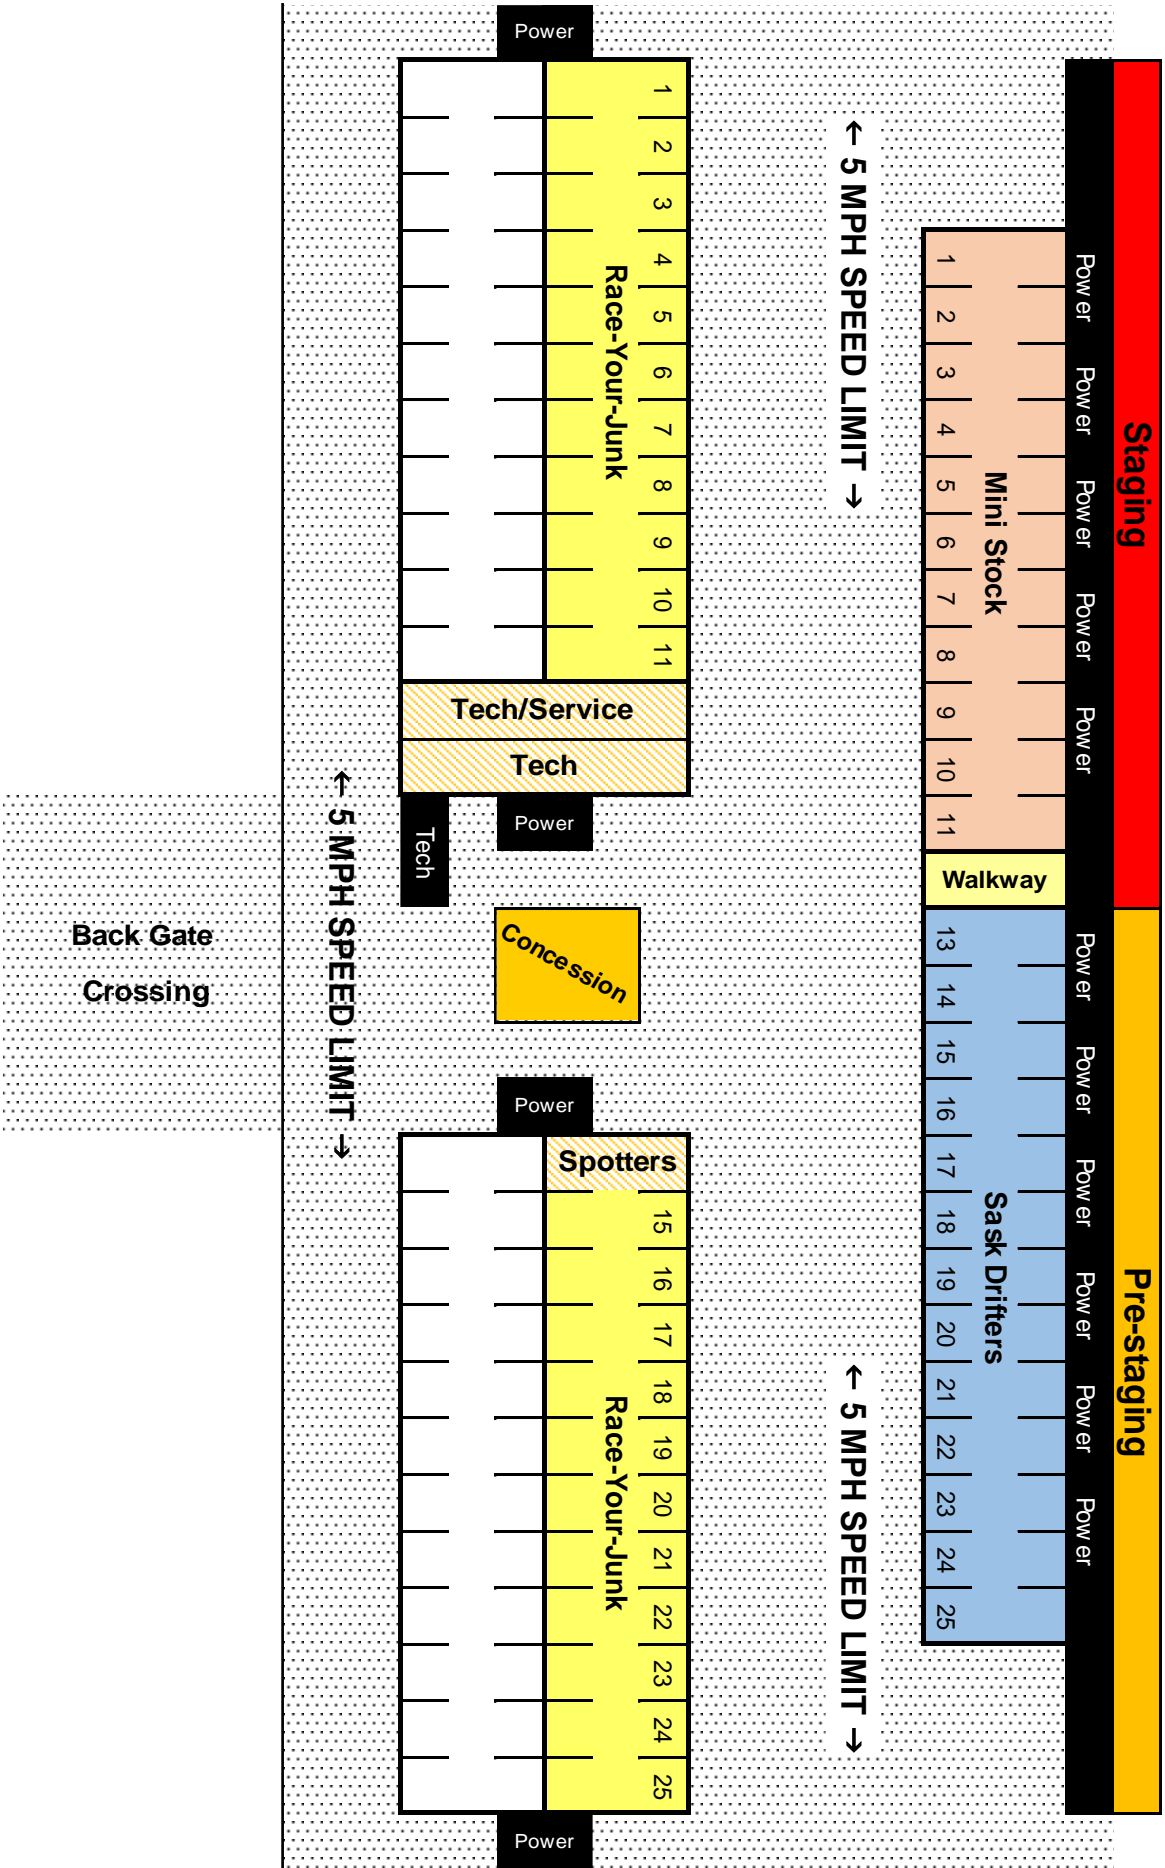 Power
1
2
3
4
5
6
7
8
9
10
11
Race-Your-Junk
Tech/Service
Tech
Tech
Power
← 5 MPH SPEED LIMIT →
Back Gate
Crossing
Concession
Power
Spotters
15
16
17
18
19
20
21
22
23
24
25
Race-Your-Junk
Power
← 5 MPH SPEED LIMIT →
← 5 MPH SPEED LIMIT →
1
2
3
4
5
6
7
8
9
10
11
Mini Stock
Walkway
13
14
15
16
17
18
19
20
21
22
23
24
25
Sask Drifters
Power
Power
Power
Power
Power
Power
Power
Power
Power
Power
Power
Staging
Pre-staging